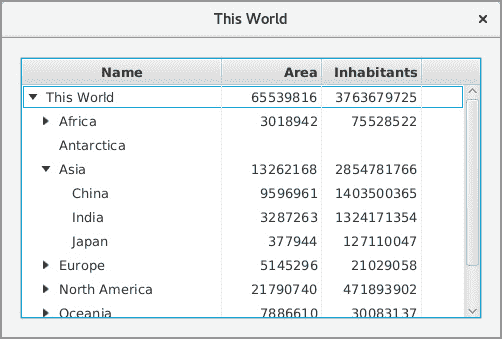 This World
Name Area Inhabitants
This World 65539816 3763679725
Africa 3018942 75528522
Antarctica
Asia 13262168 2854781766
China 9596961 1403500365
India 3287263 1324171354
Japan 377944 127110047
Europe 5145296 21029058
North America 21790740 471893902
Oceania 7886610 30083137